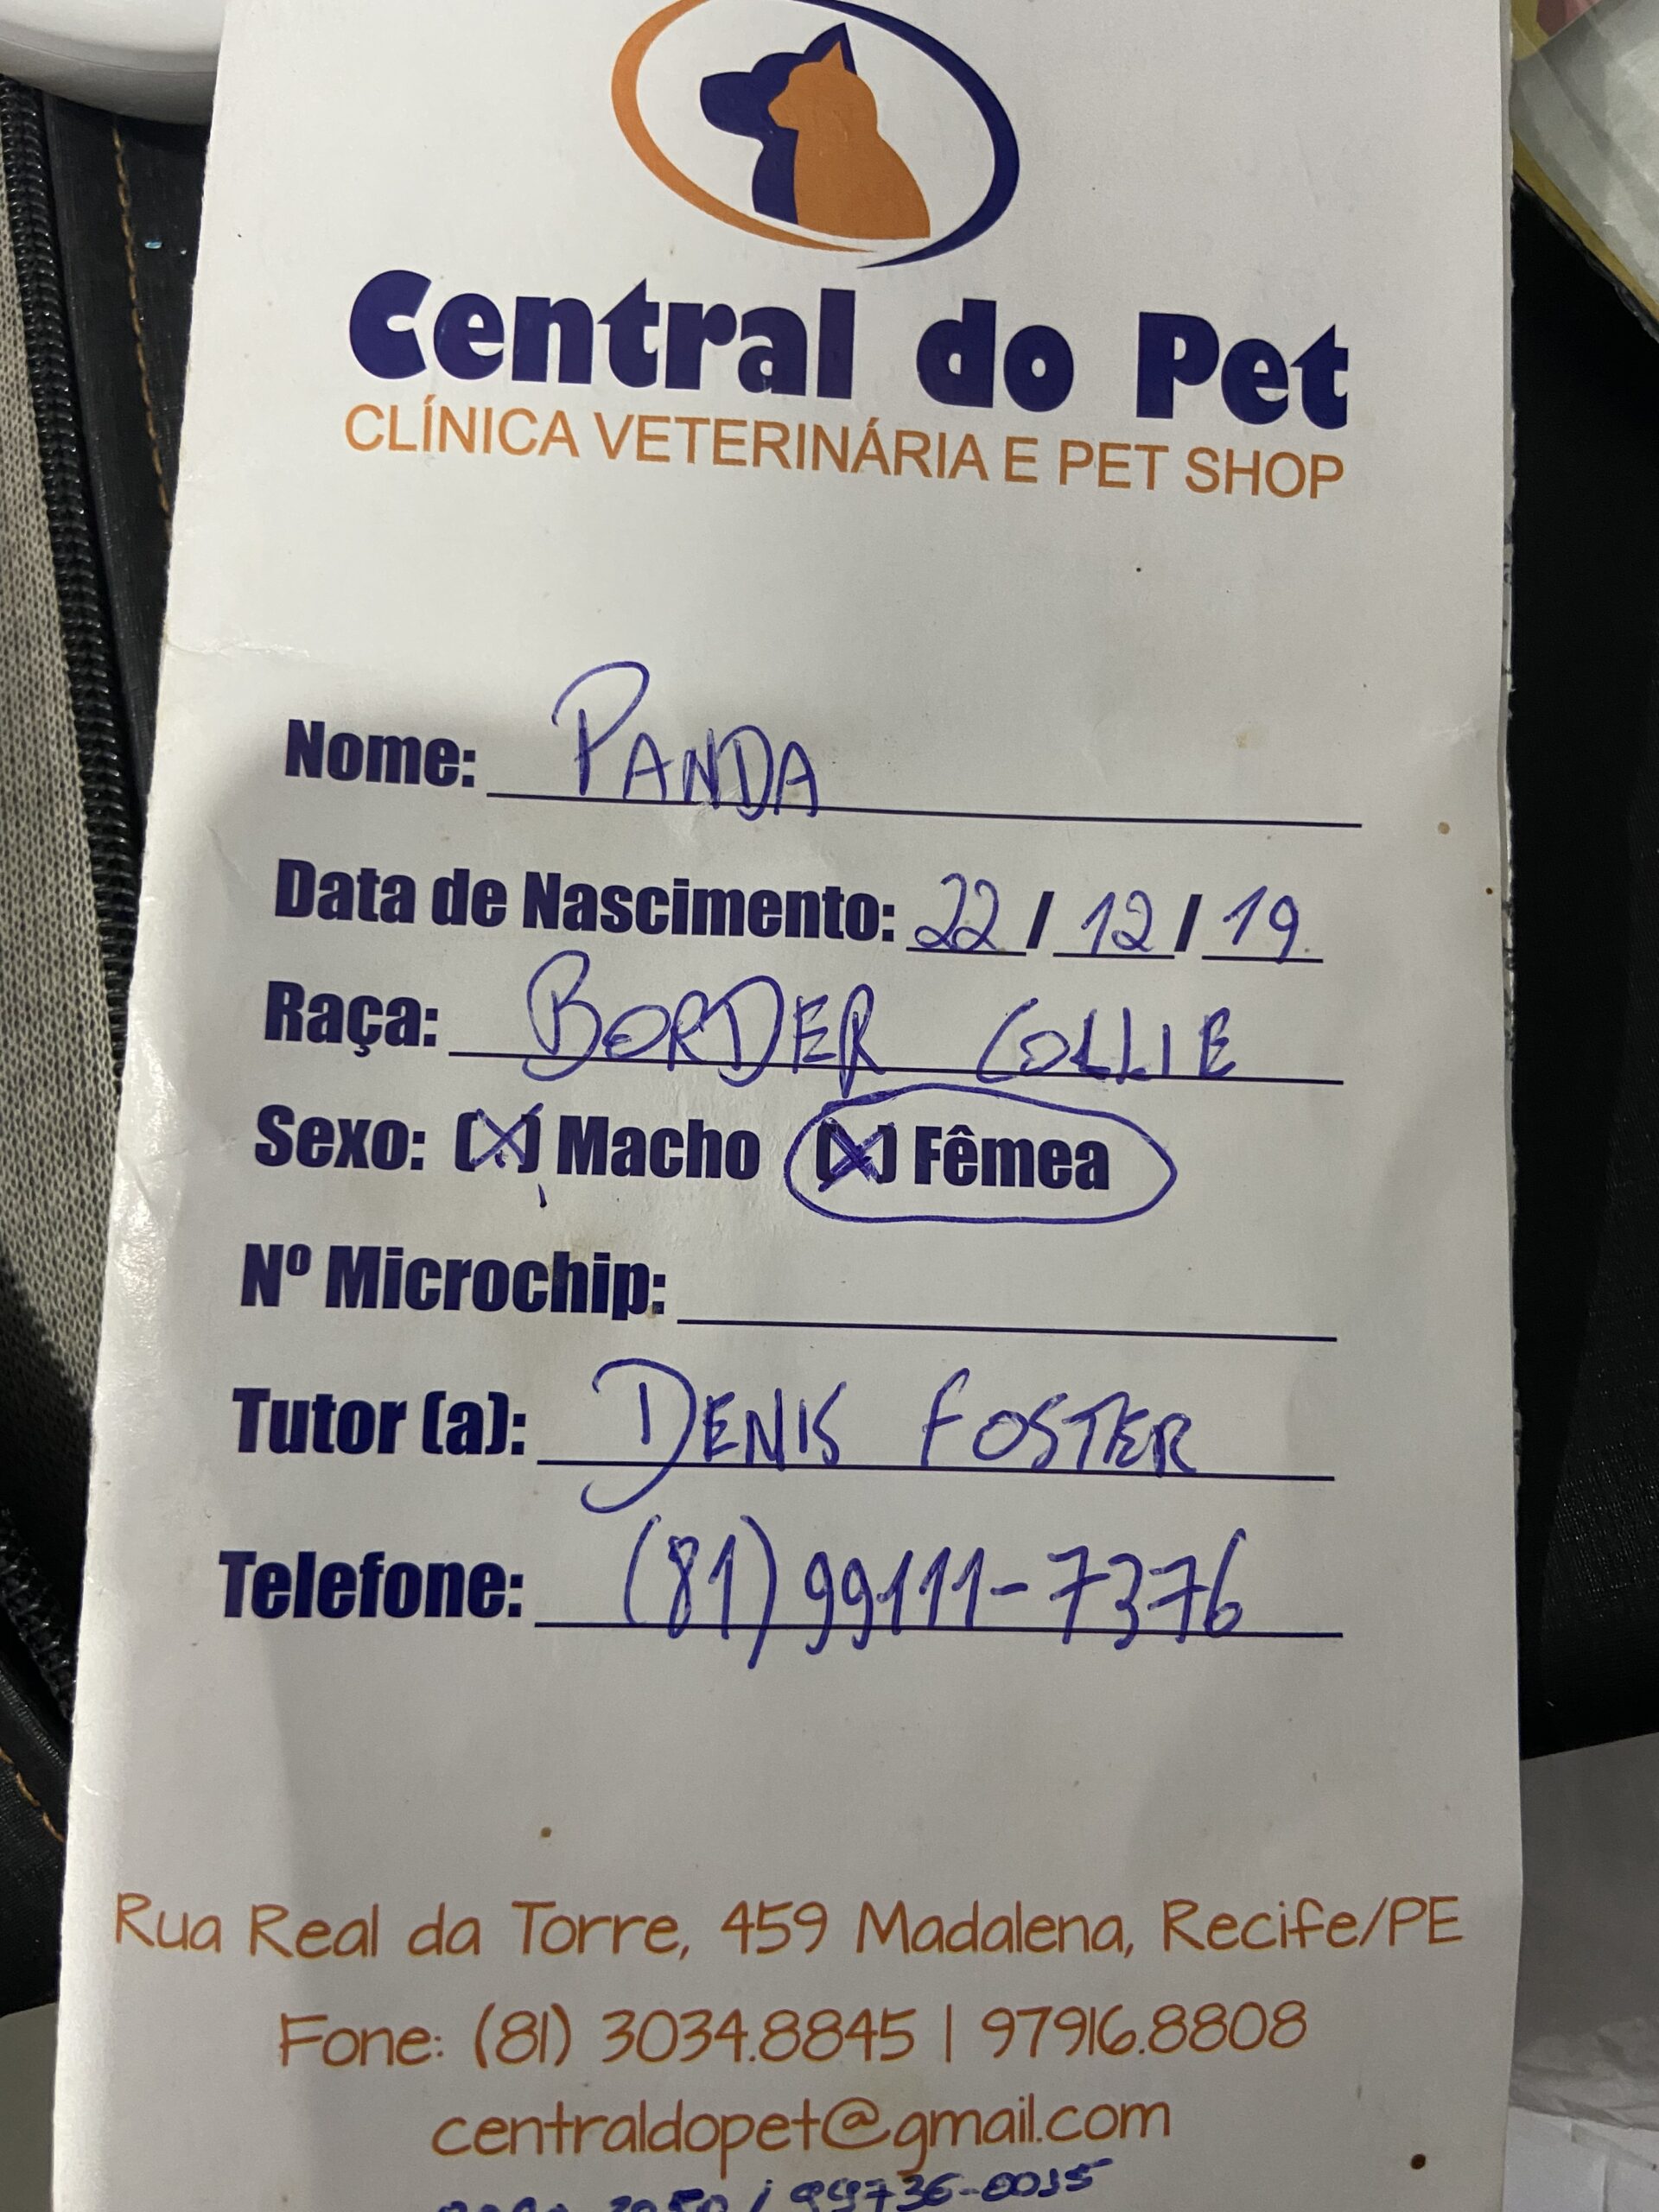 Central do Pet
CLÍNICA VETERINÁRIA E PET SHOP
Nome: PANDA
Data de Nascimento: 22 / 12 / 19
Raça: BORDER COLLIE
Sexo: (X) Macho (X) Fêmea
Nº Microchip:
Tutor (a): DENIS FOSTER
Telefone: (81) 99111-7376
Rua Real da Torre, 459 Madalena, Recife/PE
Fone: (81) 3034.8845 | 97916.8808
centraldopet@gmail.com
/ 99736-0035